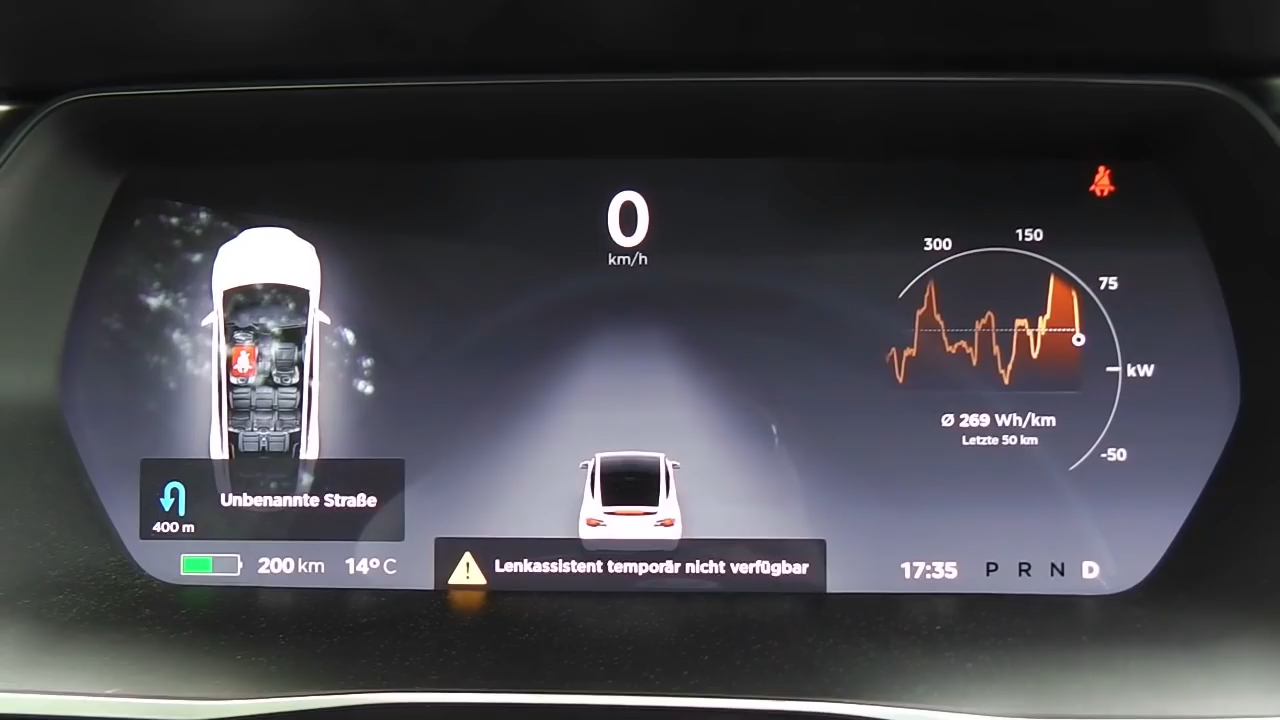 0
km/h
300
150
75
kW
-50
Ø 269 Wh/km
Letzte 50 km
Unbenannte Straße
400 m
200 km 14° C
Lenkassistent temporär nicht verfügbar
17:35 P R N D